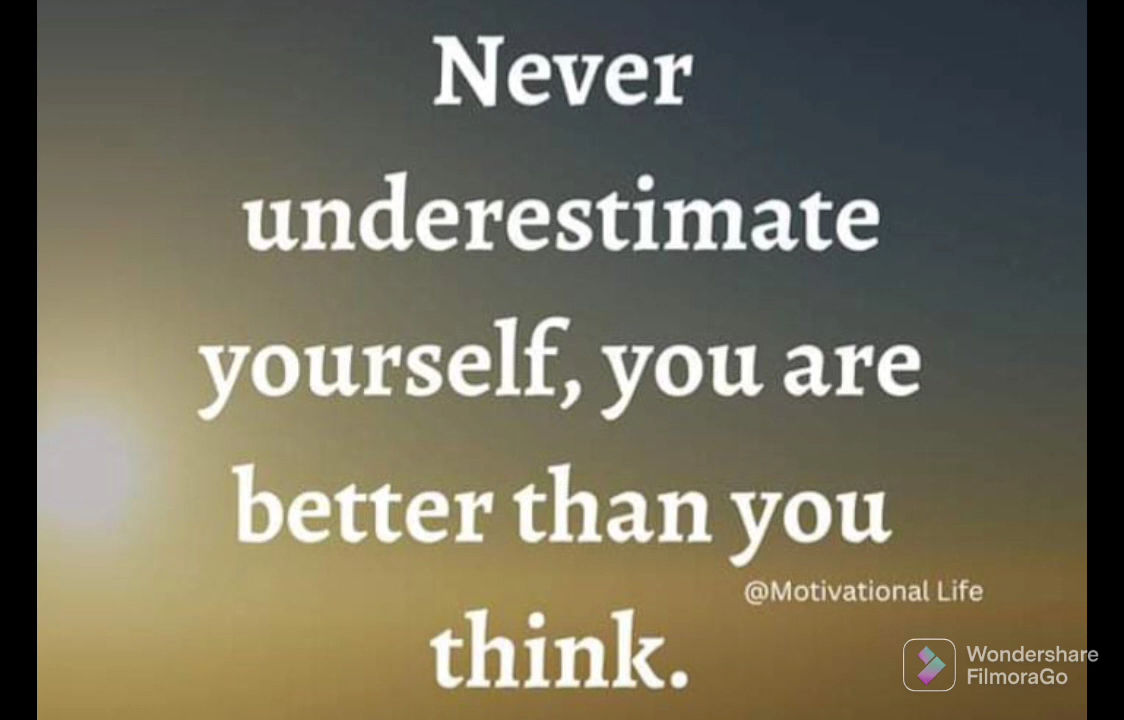 Never
underestimate
yourself, you are
better than you
@Motivational Life
think.
Wondershare
FilmoraGo